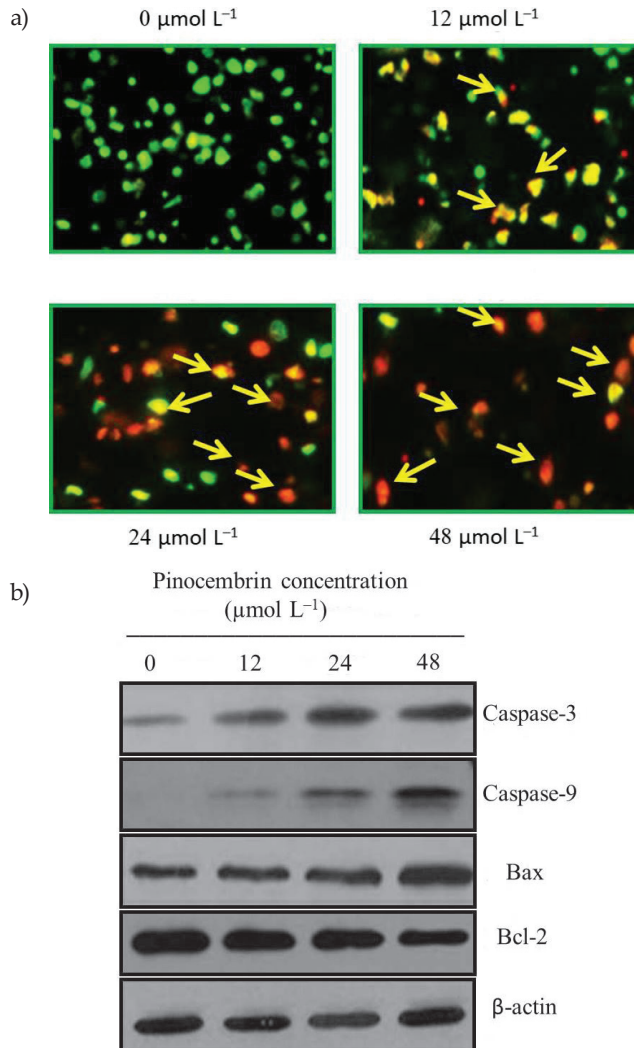 a)
0 µmol L⁻¹
12 µmol L⁻¹
24 µmol L⁻¹
48 µmol L⁻¹
b)
Pinocembrin concentration
(µmol L⁻¹)
0 12 24 48
Caspase-3
Caspase-9
Bax
Bcl-2
β-actin